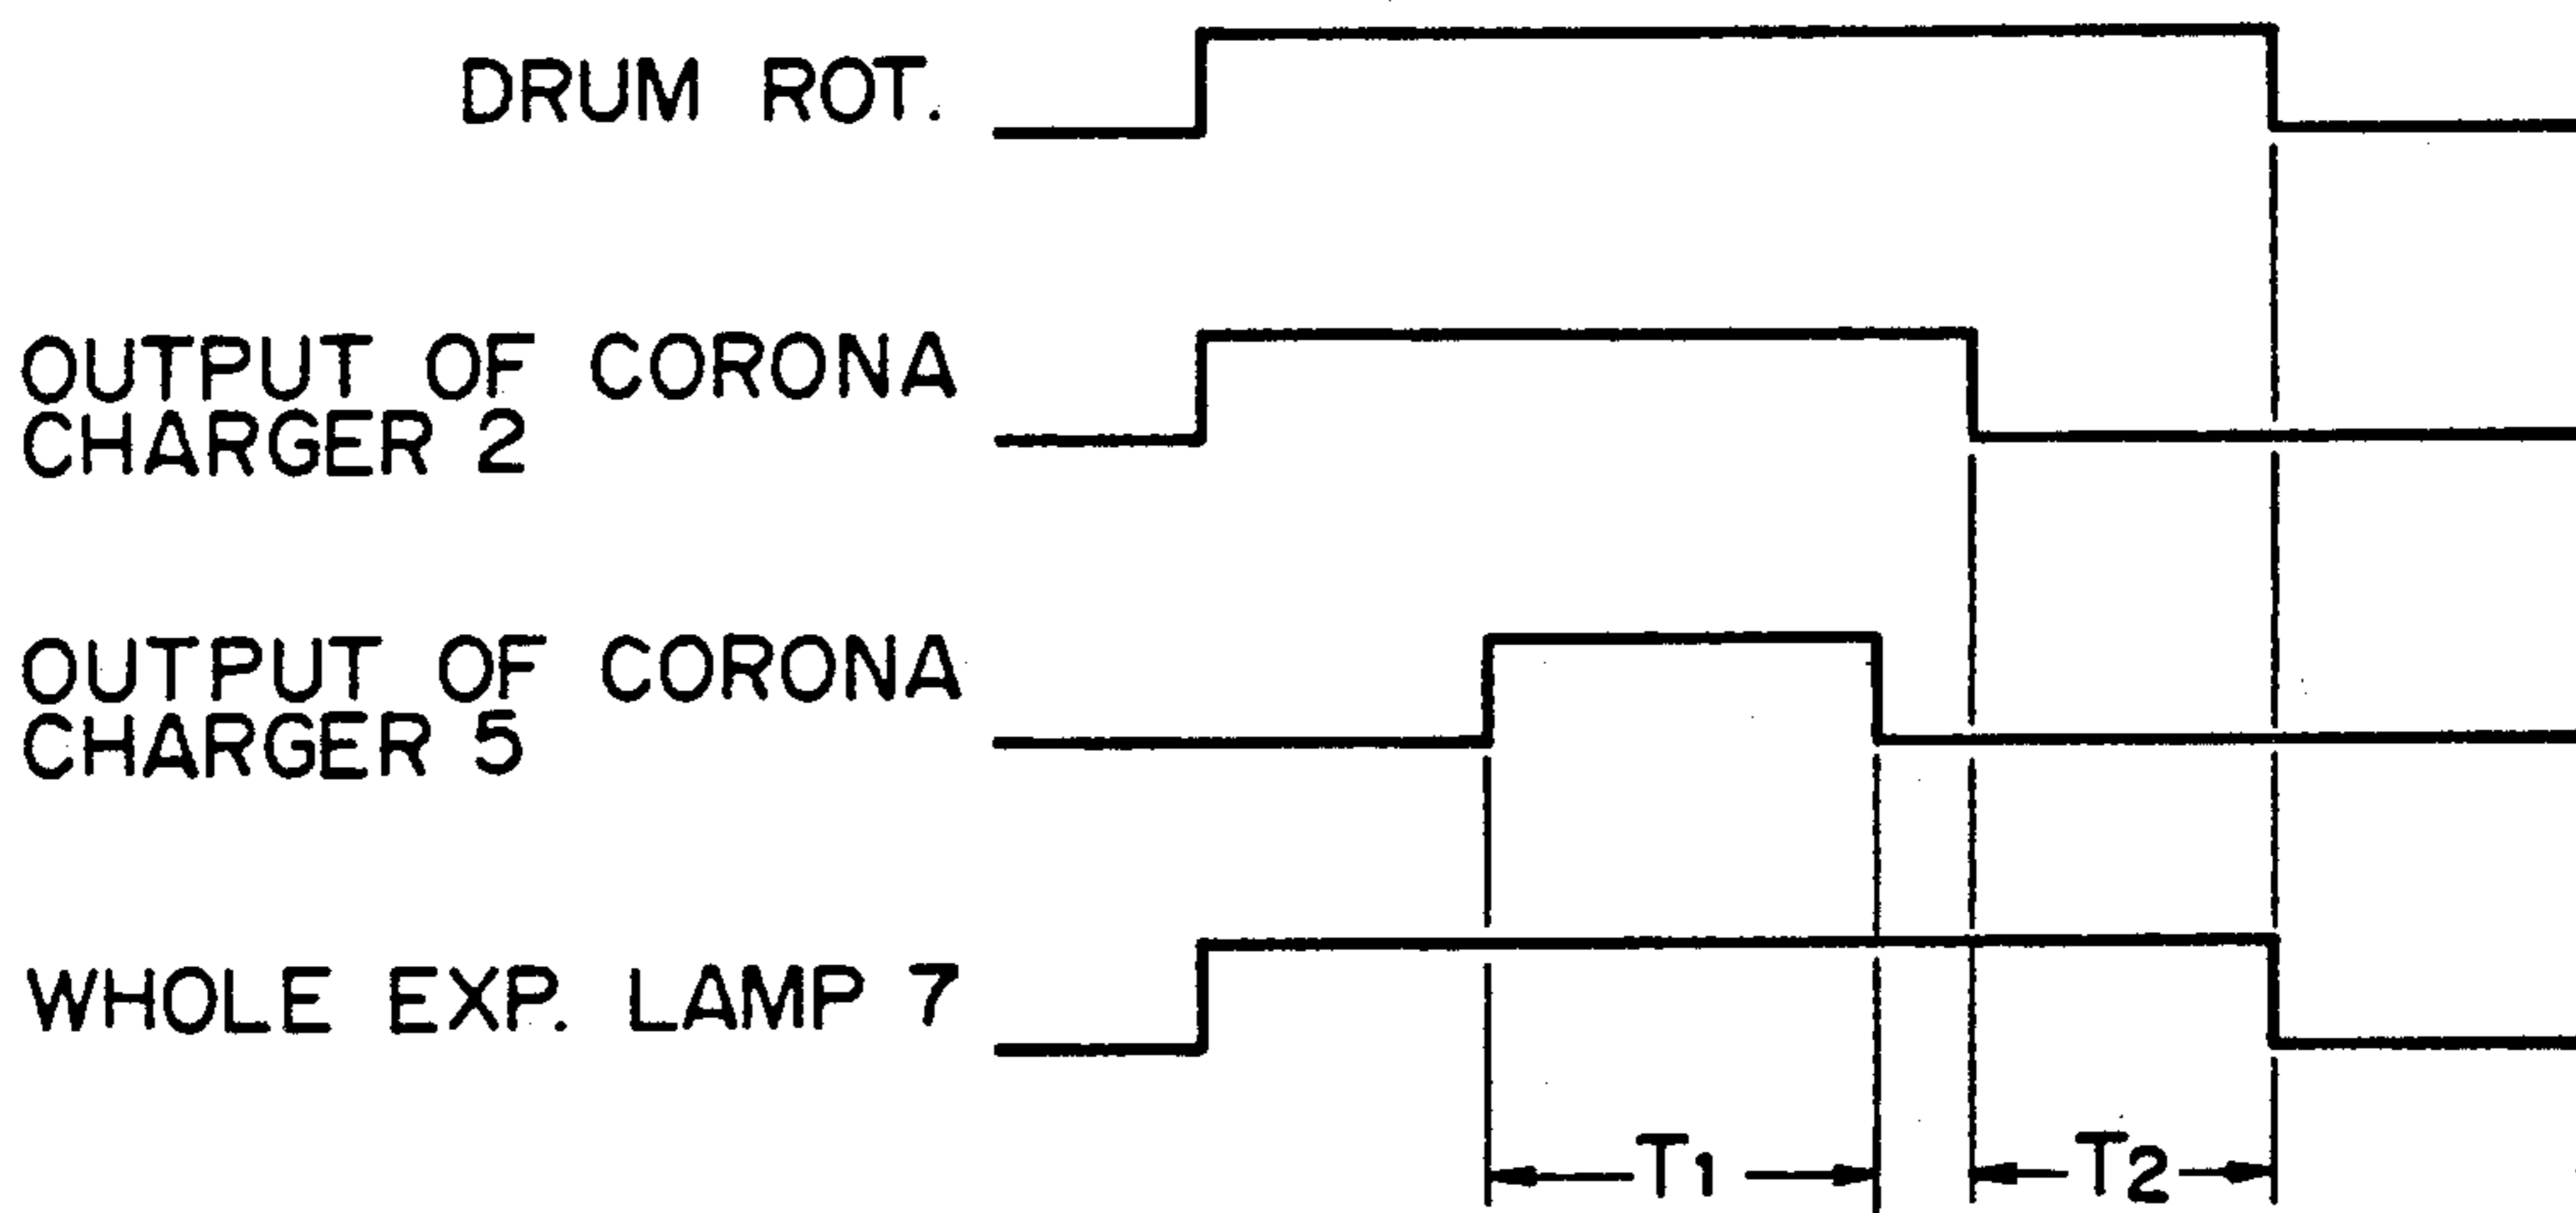 DRUM ROT.
OUTPUT OF CORONA
CHARGER 2
OUTPUT OF CORONA
CHARGER 5
WHOLE EXP. LAMP 7
T1
T2